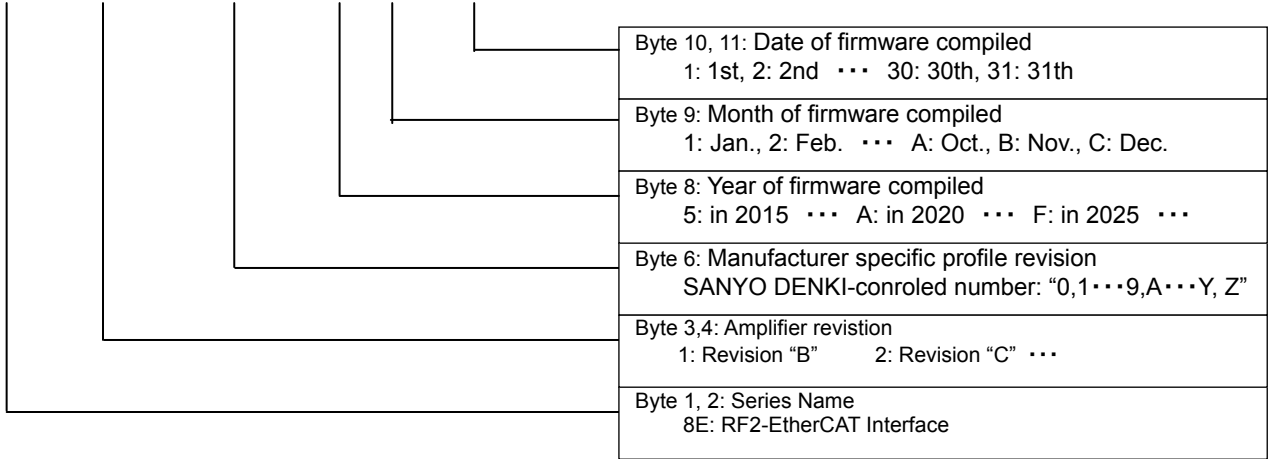 Byte 10, 11: Date of firmware compiled
1: 1st, 2: 2nd ･･･ 30: 30th, 31: 31th
Byte 9: Month of firmware compiled
1: Jan., 2: Feb. ･･･ A: Oct., B: Nov., C: Dec.
Byte 8: Year of firmware compiled
5: in 2015 ･･･ A: in 2020 ･･･ F: in 2025 ･･･
Byte 6: Manufacturer specific profile revision
SANYO DENKI-conroled number: “0,1･･･9,A･･･Y, Z”
Byte 3,4: Amplifier revistion
1: Revision “B” 2: Revision “C” ･･･
Byte 1, 2: Series Name
8E: RF2-EtherCAT Interface